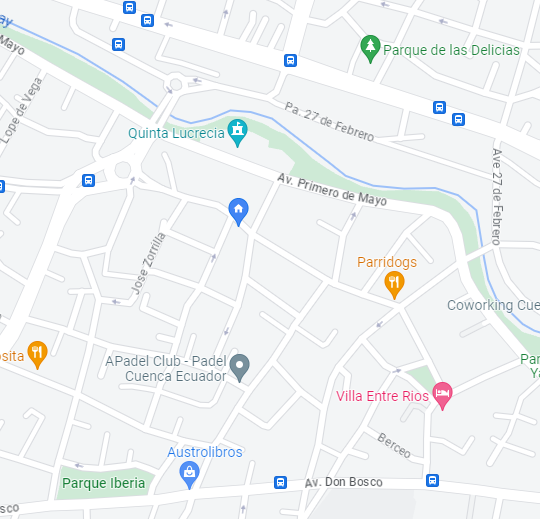 ay
Mayo
Parque de las Delicias
Lope de Vega
Pa. 27 de Febrero
Quinta Lucrecia
Ave 27 de Febrero
Av. Primero de Mayo
Jose Zorrilla
Parridogs
Coworking Cue
osita
APadel Club - Padel
Cuenca Ecuador
Par
Ya
Villa Entre Rios
Berceo
Austrolibros
Parque Iberia
Av. Don Bosco
sco